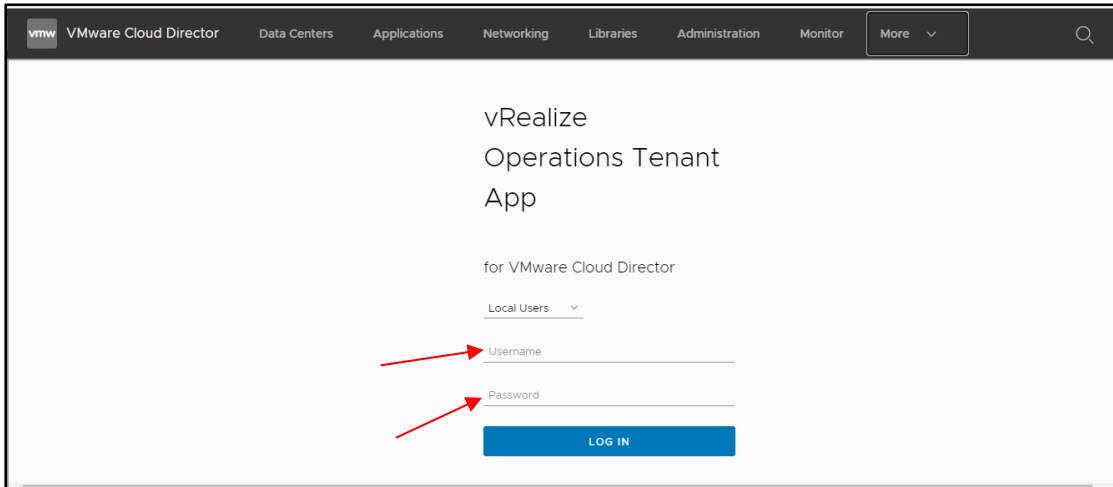 vmw VMware Cloud Director Data Centers Applications Networking Libraries Administration Monitor More
vRealize
Operations Tenant
App
for VMware Cloud Director
Local Users
Username
Password
LOG IN